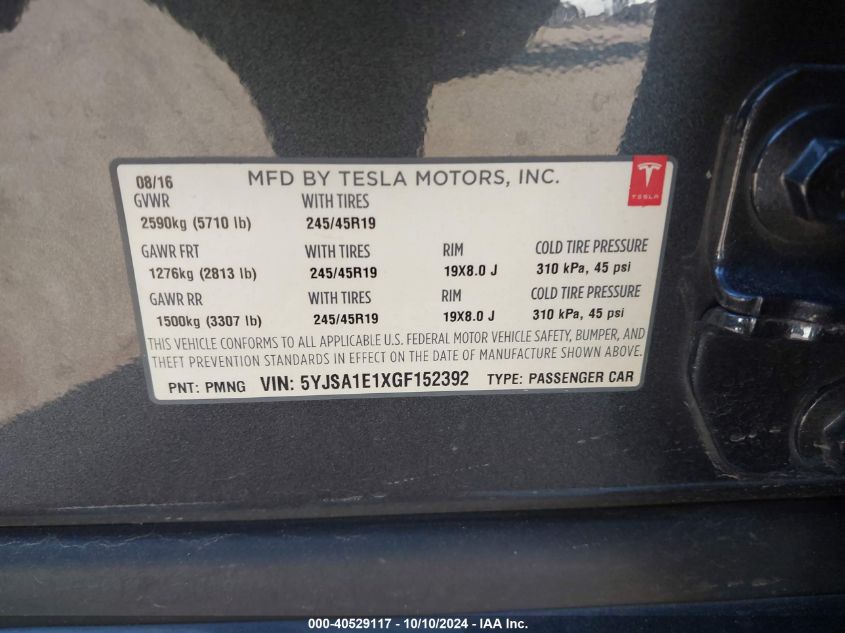 08/16 MFD BY TESLA MOTORS, INC.
TESLA
GVWR WITH TIRES
2590kg (5710 lb) 245/45R19
GAWR FRT WITH TIRES RIM COLD TIRE PRESSURE
1276kg (2813 lb) 245/45R19 19X8.0 J 310 kPa, 45 psi
GAWR RR WITH TIRES RIM COLD TIRE PRESSURE
1500kg (3307 lb) 245/45R19 19X8.0 J 310 kPa, 45 psi
THIS VEHICLE CONFORMS TO ALL APPLICABLE U.S. FEDERAL MOTOR VEHICLE SAFETY, BUMPER, AND
THEFT PREVENTION STANDARDS IN EFFECT ON THE DATE OF MANUFACTURE SHOWN ABOVE.
PNT: PMNG VIN: 5YJSA1E1XGF152392 TYPE: PASSENGER CAR
000-40529117 - 10/10/2024 - IAA Inc.